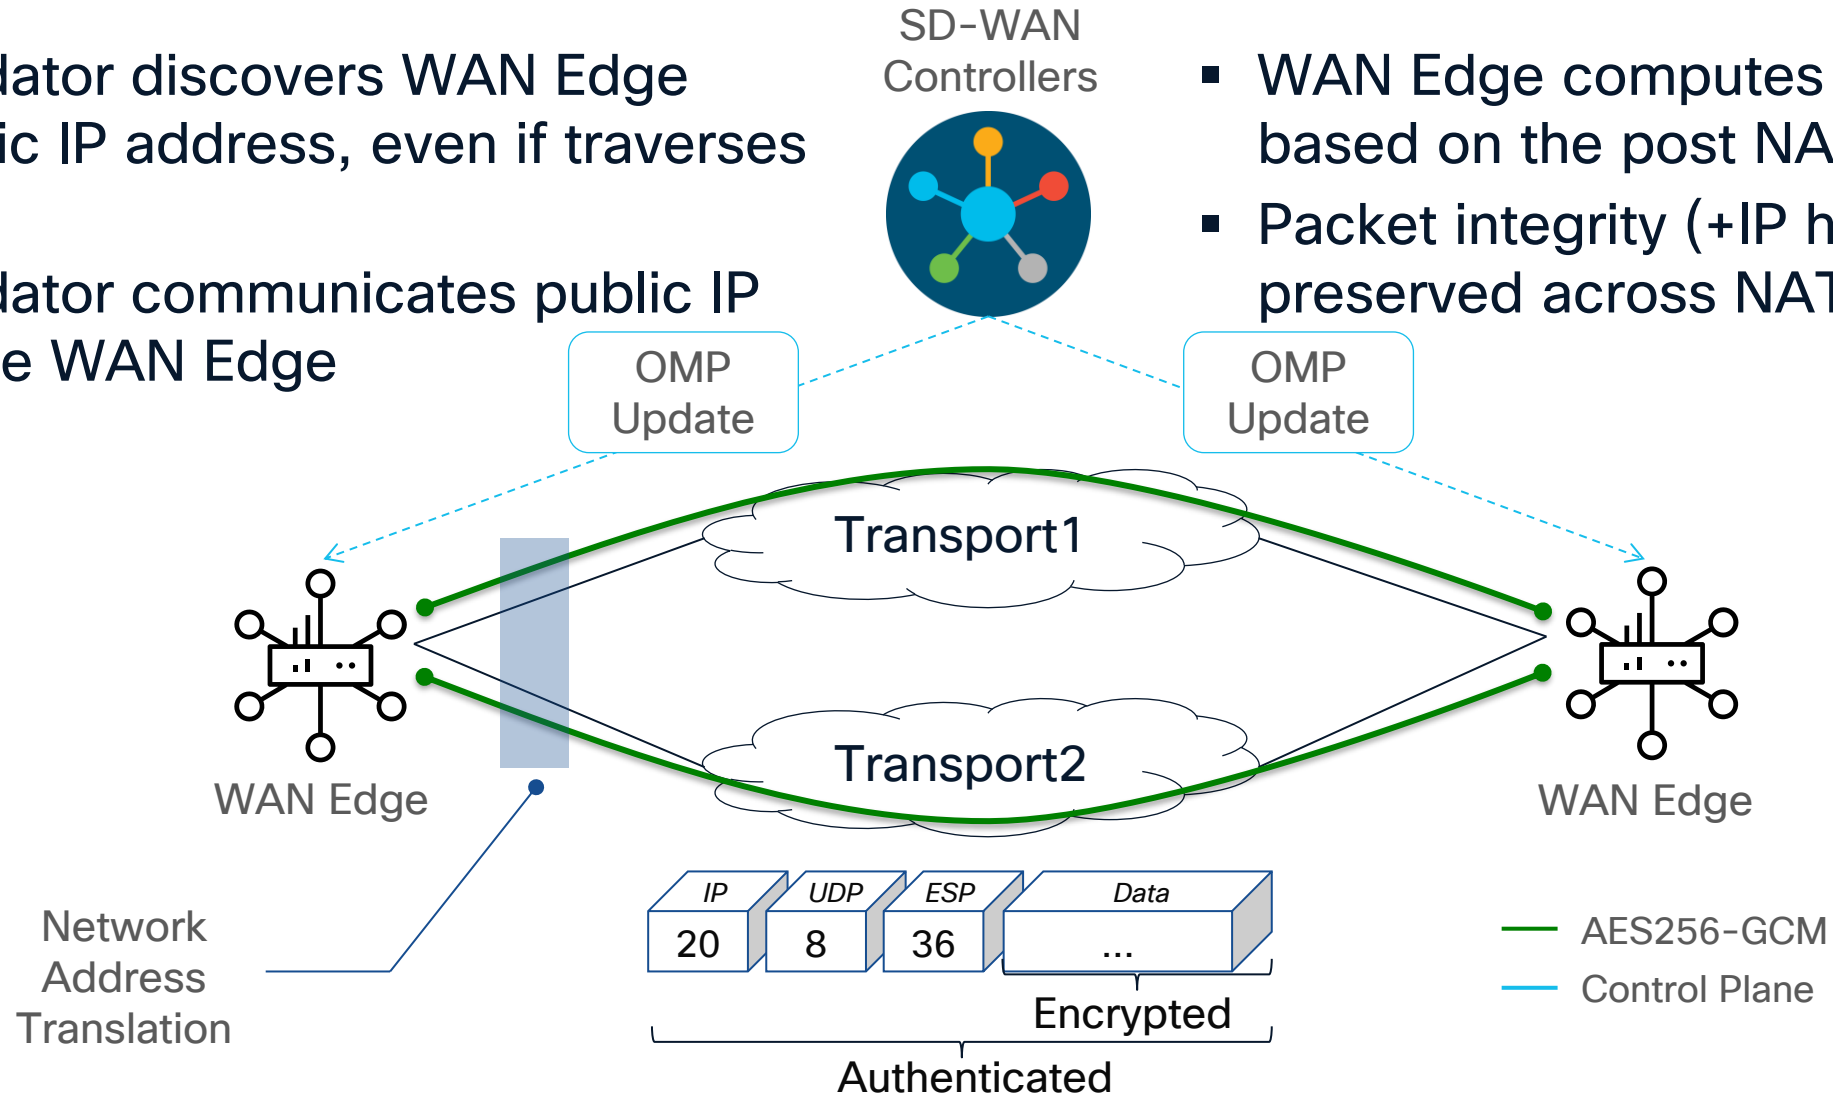 SD-WAN
Controllers
dator discovers WAN Edge
ic IP address, even if traverses
dator communicates public IP
e WAN Edge
▪ WAN Edge computes
based on the post NA
▪ Packet integrity (+IP h
preserved across NAT
OMP
Update
OMP
Update
Transport1
Transport2
WAN Edge
WAN Edge
Network
Address
Translation
IP
UDP
ESP
Data
20
8
36
...
Encrypted
Authenticated
AES256-GCM
Control Plane